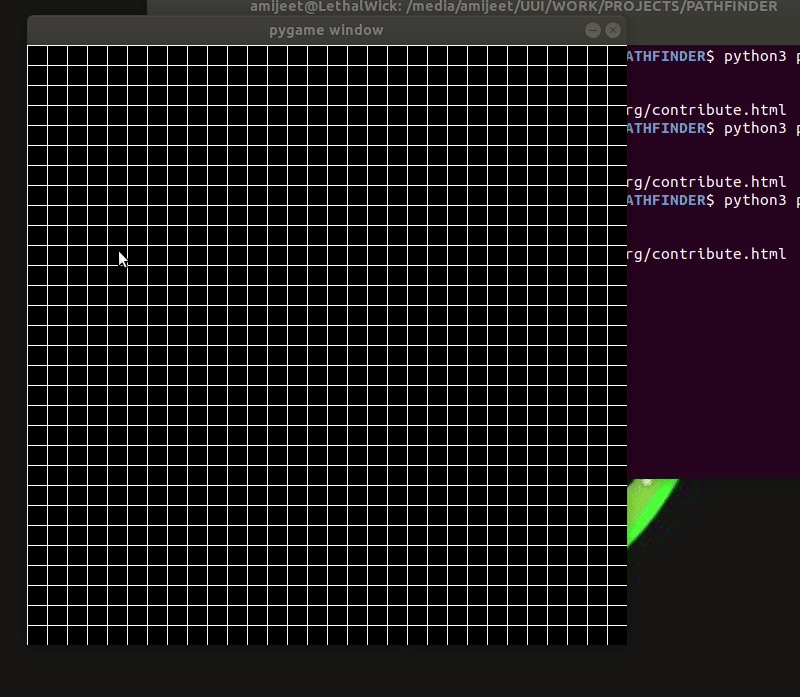 amijeet@LethalWick: /media/amijeet/UUI/WORK/PROJECTS/PATHFINDER
pygame window
ATHFINDER$ python3 p
rg/contribute.html
ATHFINDER$ python3 p
rg/contribute.html
ATHFINDER$ python3 p
rg/contribute.html